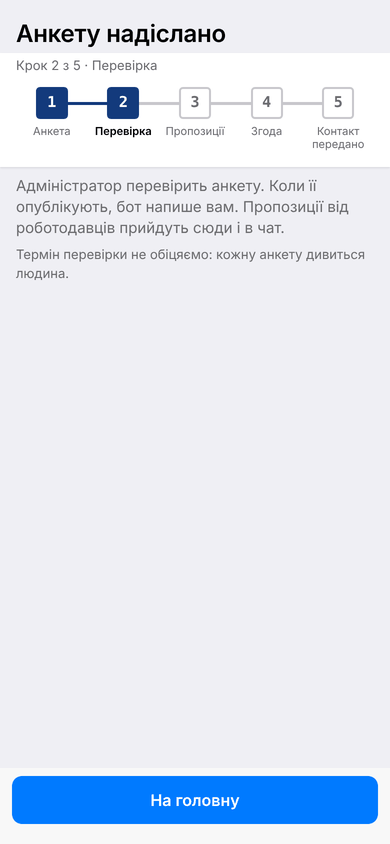 Анкету надіслано
Крок 2 з 5 · Перевірка
1 2 3 4 5
Анкета Перевірка Пропозиції Згода Контакт передано
Адміністратор перевірить анкету. Коли її
опублікують, бот напише вам. Пропозиції від
роботодавців прийдуть сюди і в чат.
Термін перевірки не обіцяємо: кожну анкету дивиться
людина.
На головну